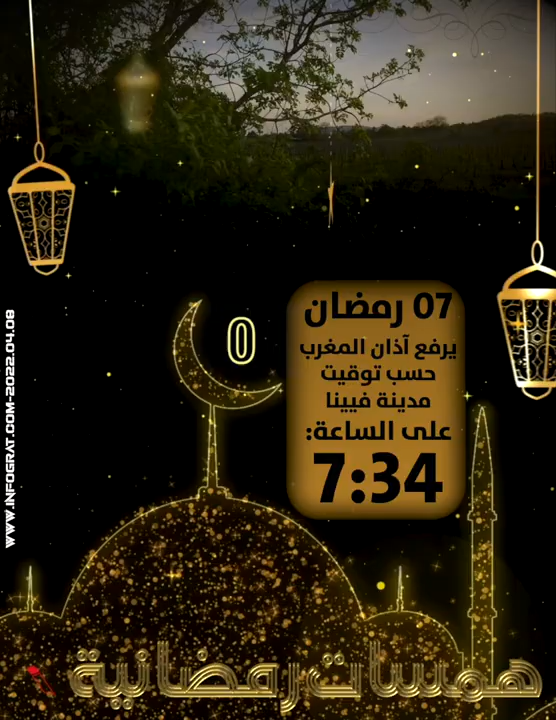 07 رمضان
يرفع آذان المغرب
حسب توقيت
مدينة فيينا
على الساعة:
7:34
0
WWW.INFOGRAT.COM-2022.04.08
همسات رمضانية